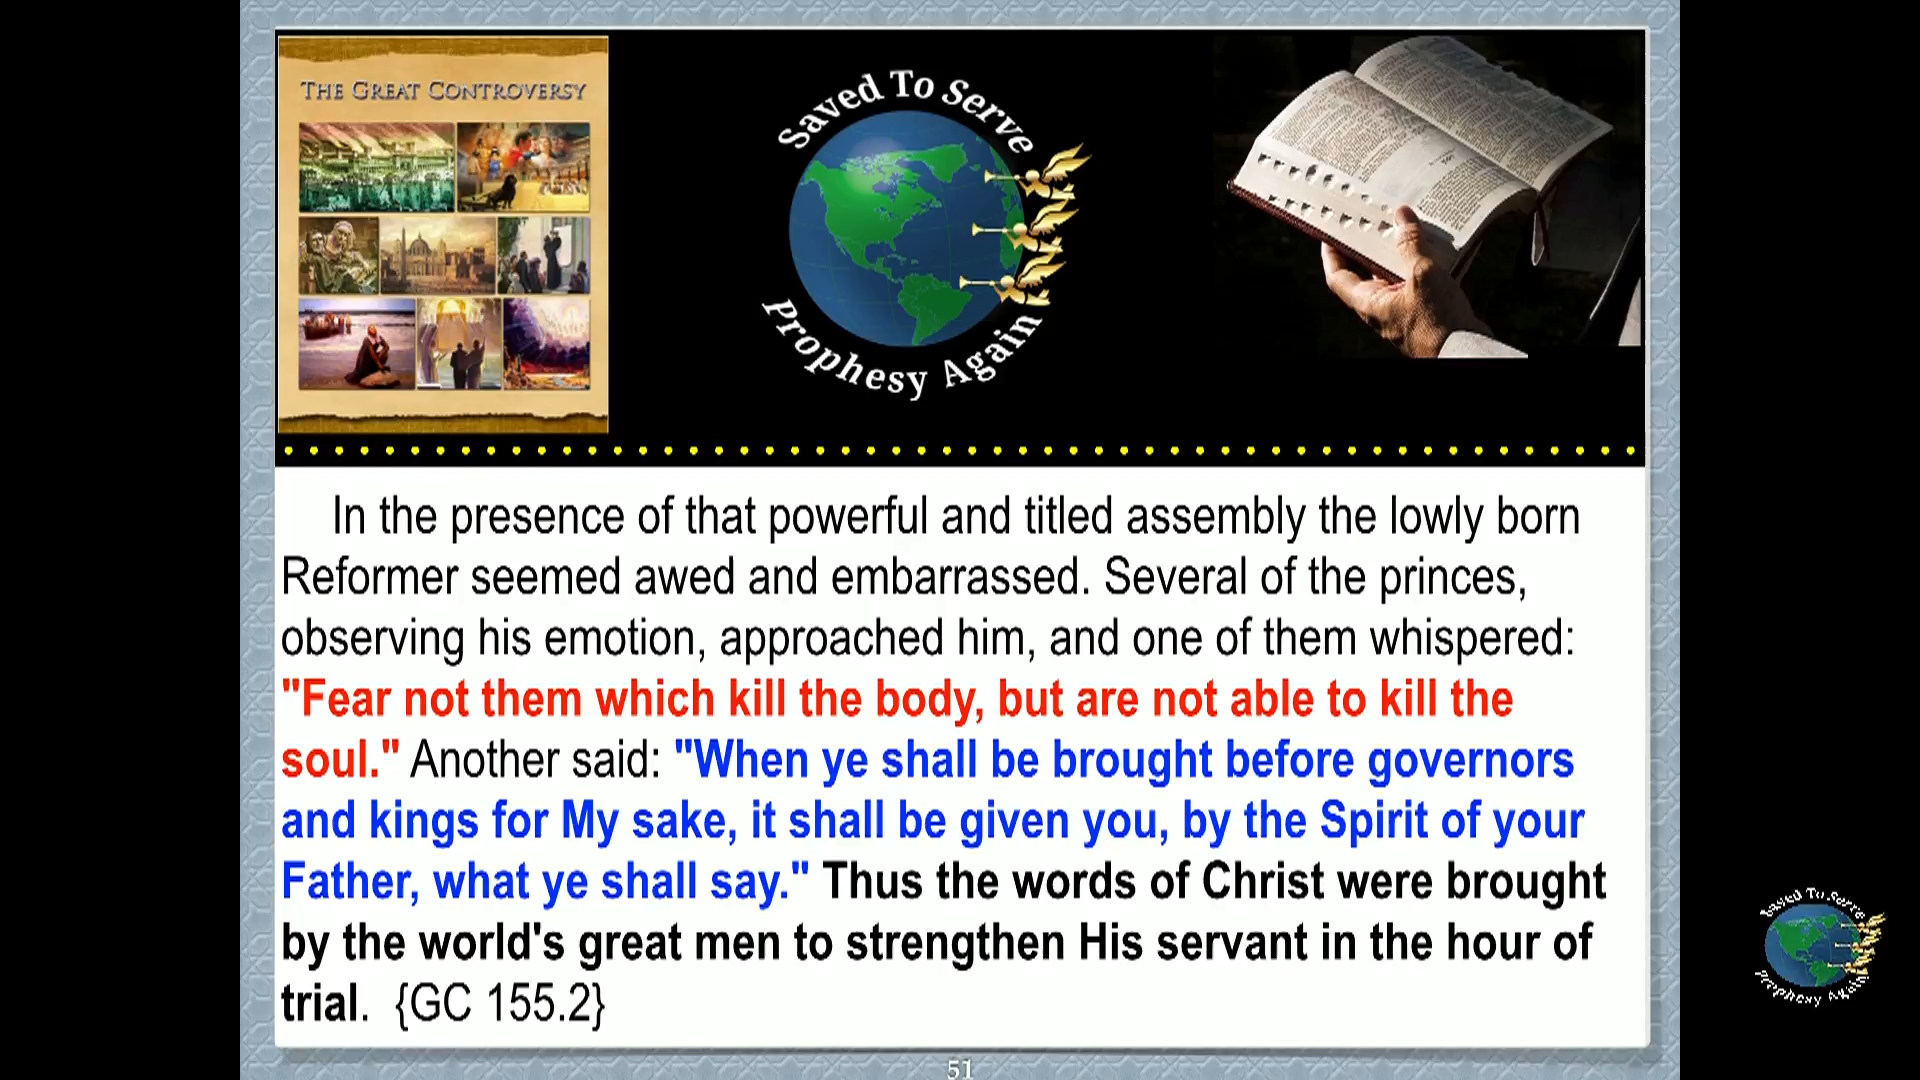 THE GREAT CONTROVERSY
Saved To Serve
Prophesy Again
In the presence of that powerful and titled assembly the lowly born
Reformer seemed awed and embarrassed. Several of the princes,
observing his emotion, approached him, and one of them whispered:
"Fear not them which kill the body, but are not able to kill the
soul." Another said: "When ye shall be brought before governors
and kings for My sake, it shall be given you, by the Spirit of your
Father, what ye shall say." Thus the words of Christ were brought
by the world's great men to strengthen His servant in the hour of
trial.  {GC 155.2}
Saved To Serve
Prophesy Again
51